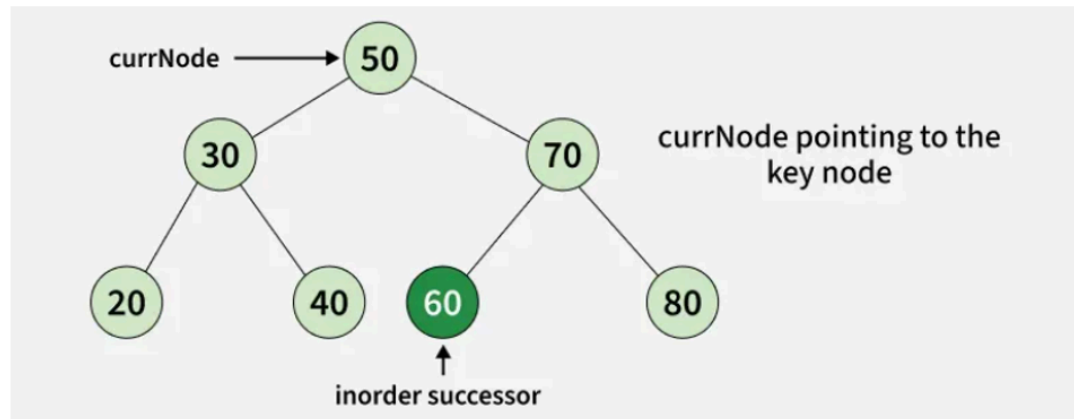 currNode
50
30
70
currNode pointing to the
key node
20
40
60
80
inorder successor